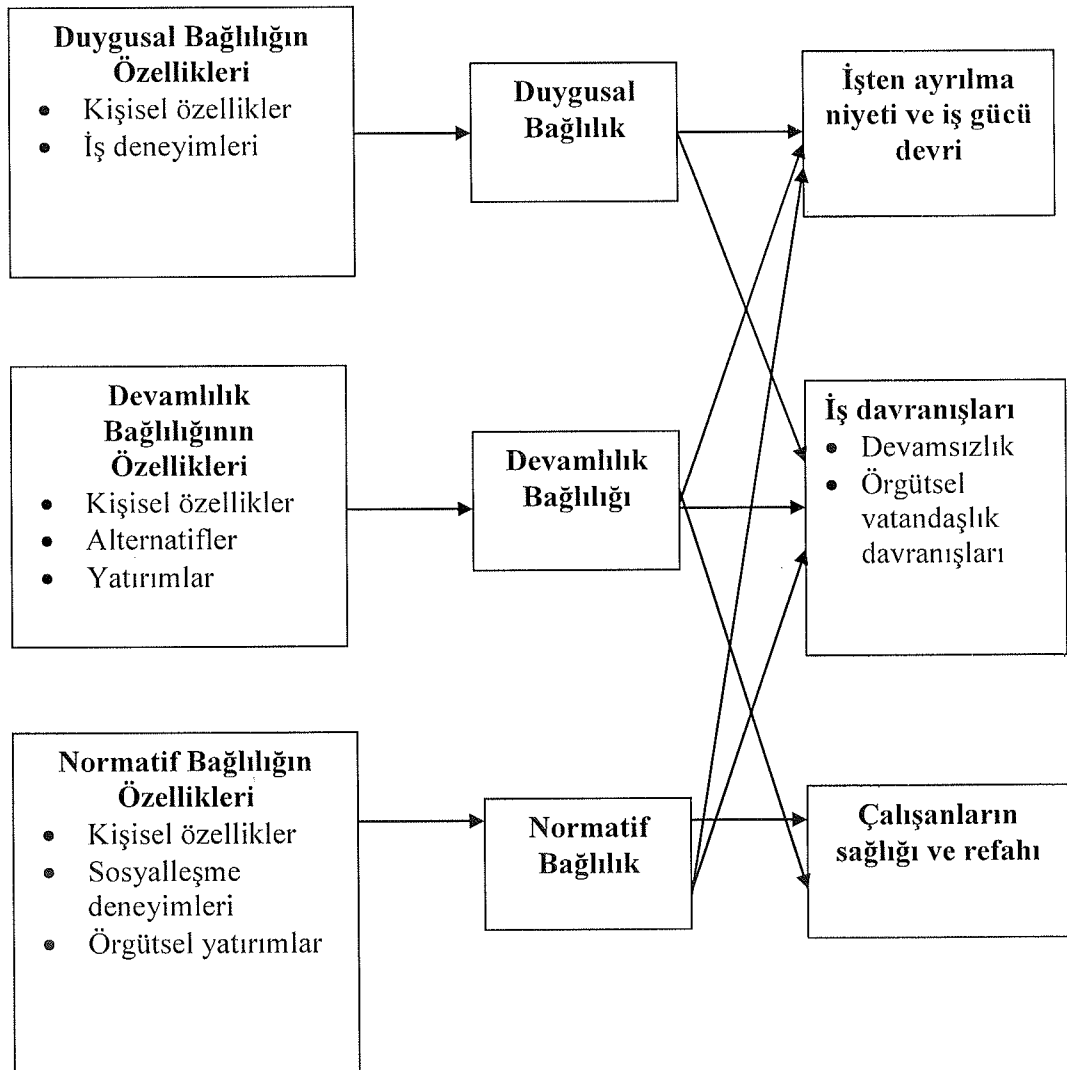 Duygusal Bağlılığın
Özellikleri
• Kişisel özellikler
• İş deneyimleri
Duygusal
Bağlılık
İşten ayrılma
niyeti ve iş gücü
devri
Devamlılık
Bağlılığının
Özellikleri
• Kişisel özellikler
• Alternatifler
• Yatırımlar
Devamlılık
Bağlılığı
İş davranışları
• Devamsızlık
• Örgütsel
vatandaşlık
davranışları
Normatif Bağlılığın
Özellikleri
• Kişisel özellikler
• Sosyalleşme
deneyimleri
• Örgütsel yatırımlar
Normatif
Bağlılık
Çalışanların
sağlığı ve refahı